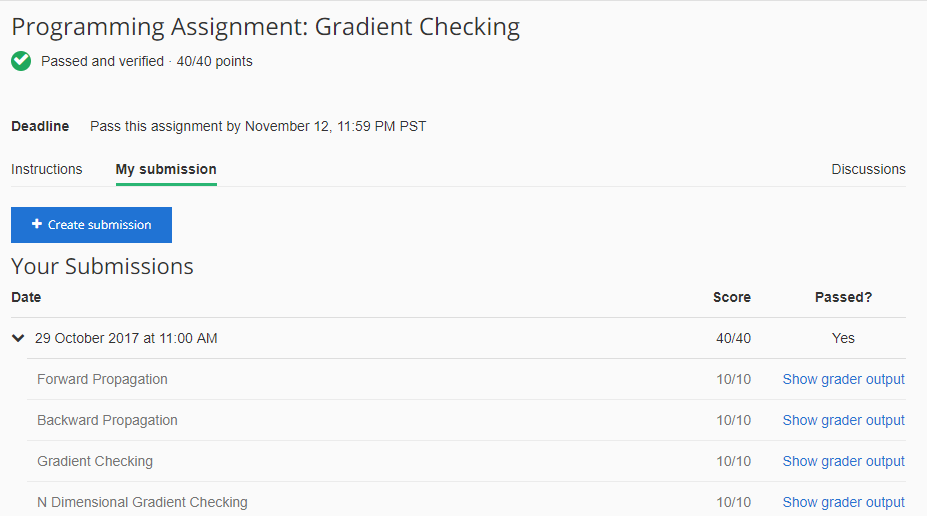 Programming Assignment: Gradient Checking
Passed and verified · 40/40 points
Deadline Pass this assignment by November 12, 11:59 PM PST
Instructions My submission Discussions
+ Create submission
Your Submissions
Date Score Passed?
29 October 2017 at 11:00 AM 40/40 Yes
Forward Propagation 10/10 Show grader output
Backward Propagation 10/10 Show grader output
Gradient Checking 10/10 Show grader output
N Dimensional Gradient Checking 10/10 Show grader output